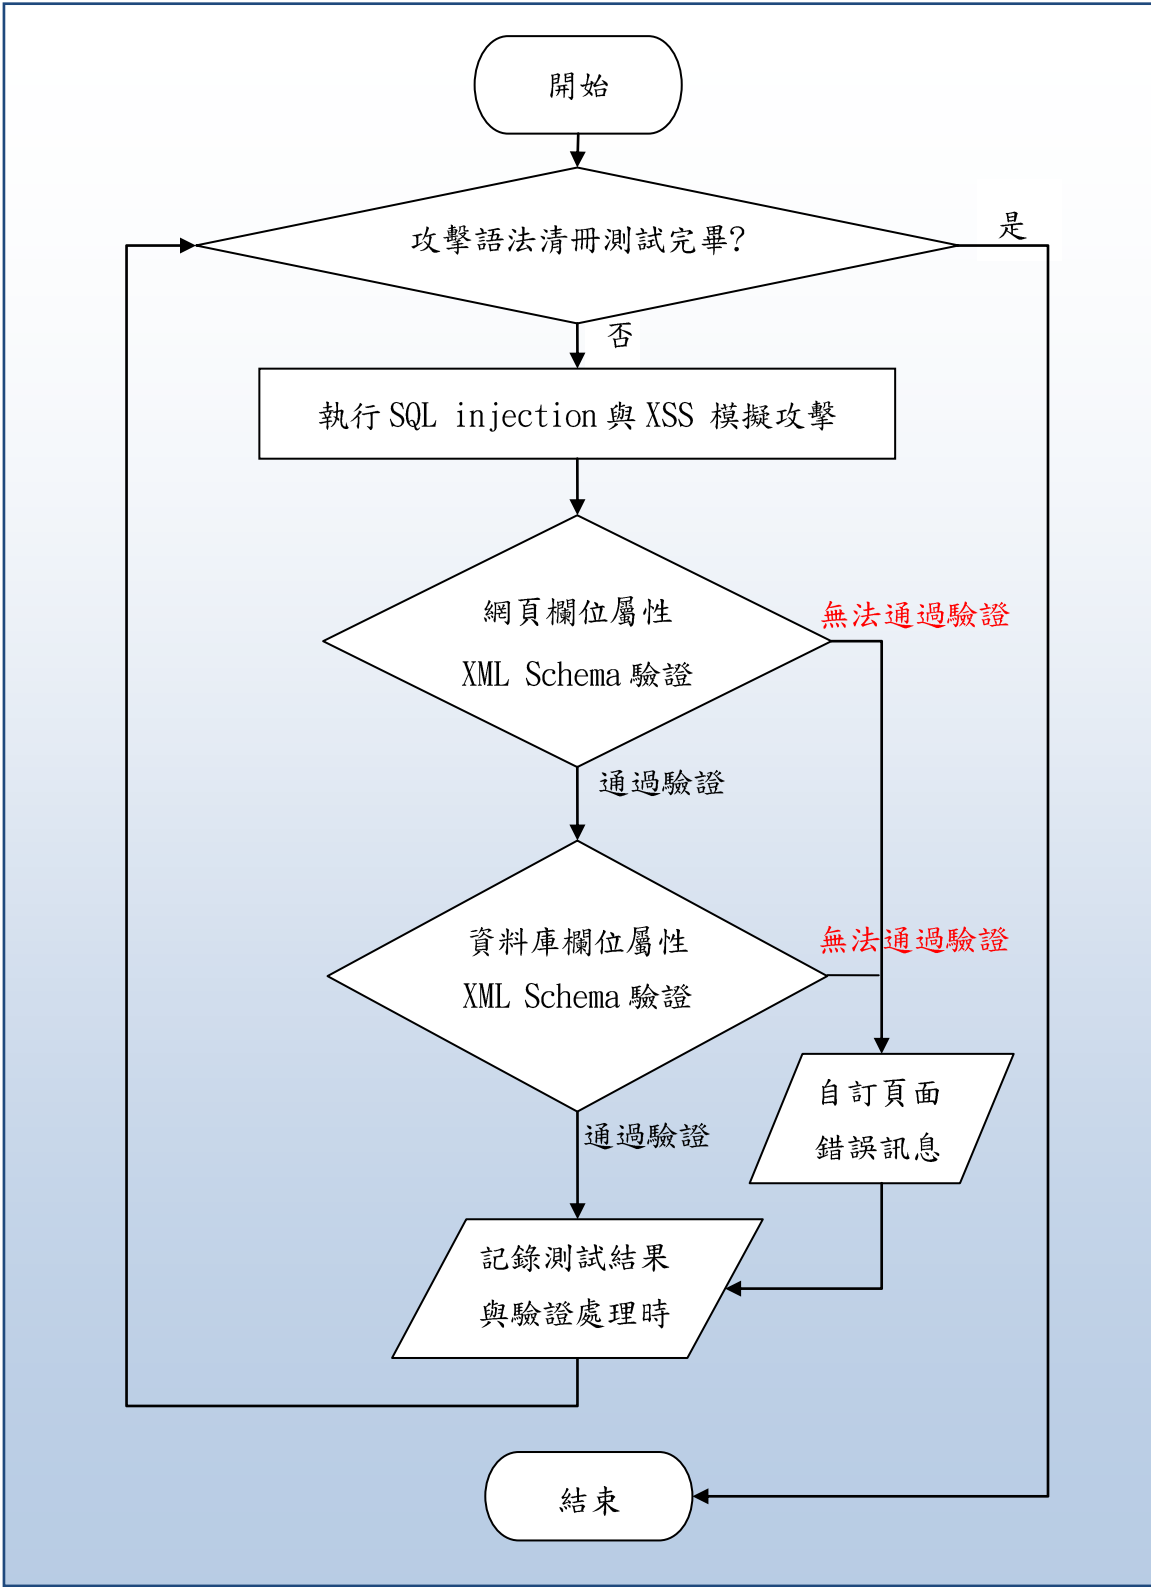 開始
攻擊語法清冊測試完畢?
是
否
執行 SQL injection 與 XSS 模擬攻擊
網頁欄位屬性
XML Schema 驗證
無法通過驗證
通過驗證
資料庫欄位屬性
XML Schema 驗證
無法通過驗證
自訂頁面
錯誤訊息
通過驗證
記錄測試結果
與驗證處理時
結束